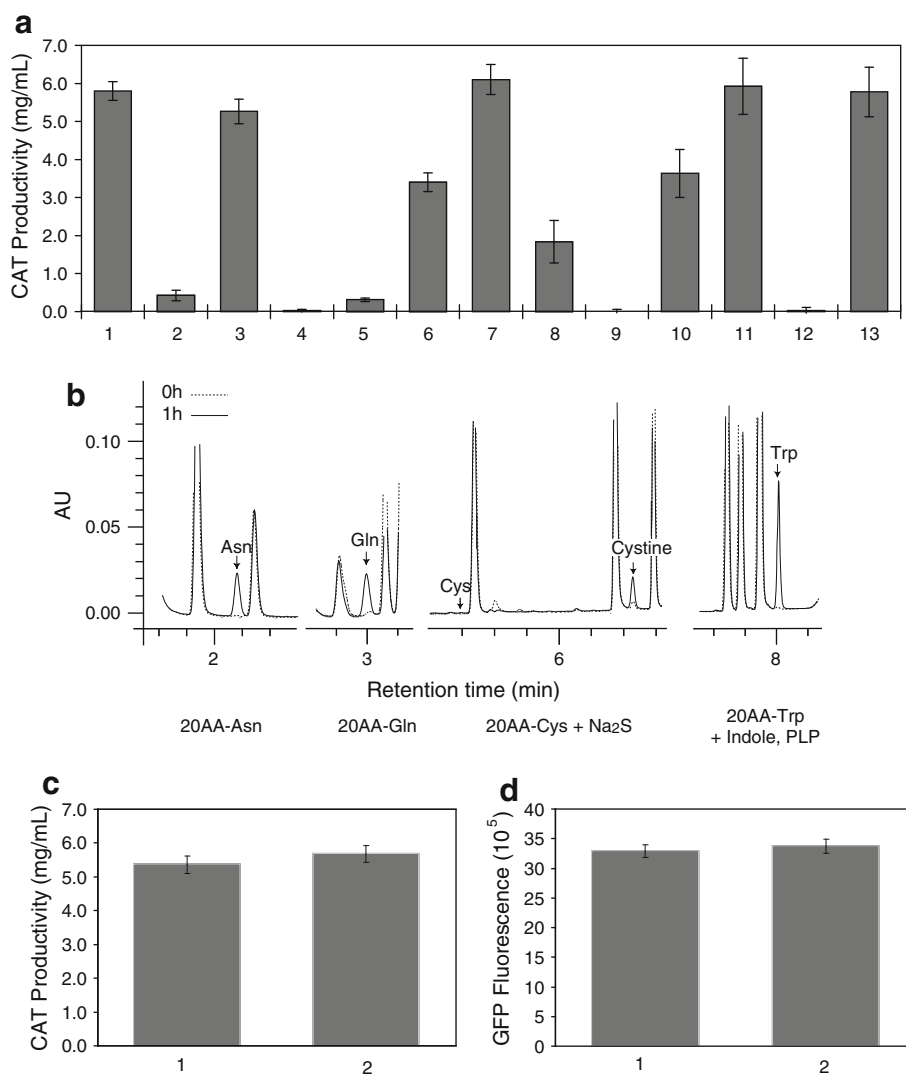 a
CAT Productivity (mg/mL)
7.0
6.0
5.0
4.0
3.0
2.0
1.0
0.0
1 2 3 4 5 6 7 8 9 10 11 12 13
b
0h
1h
AU
0.10
0.05
0.00
Asn
Gln
Cys
Cystine
Trp
2 3 6 8
Retention time (min)
20AA-Asn 20AA-Gln 20AA-Cys + Na₂S 20AA-Trp
+ Indole, PLP
c
CAT Productivity (mg/mL)
7.0
6.0
5.0
4.0
3.0
2.0
1.0
0.0
1 2
d
GFP Fluorescence (10⁵)
40
35
30
25
20
15
10
5
0
1 2